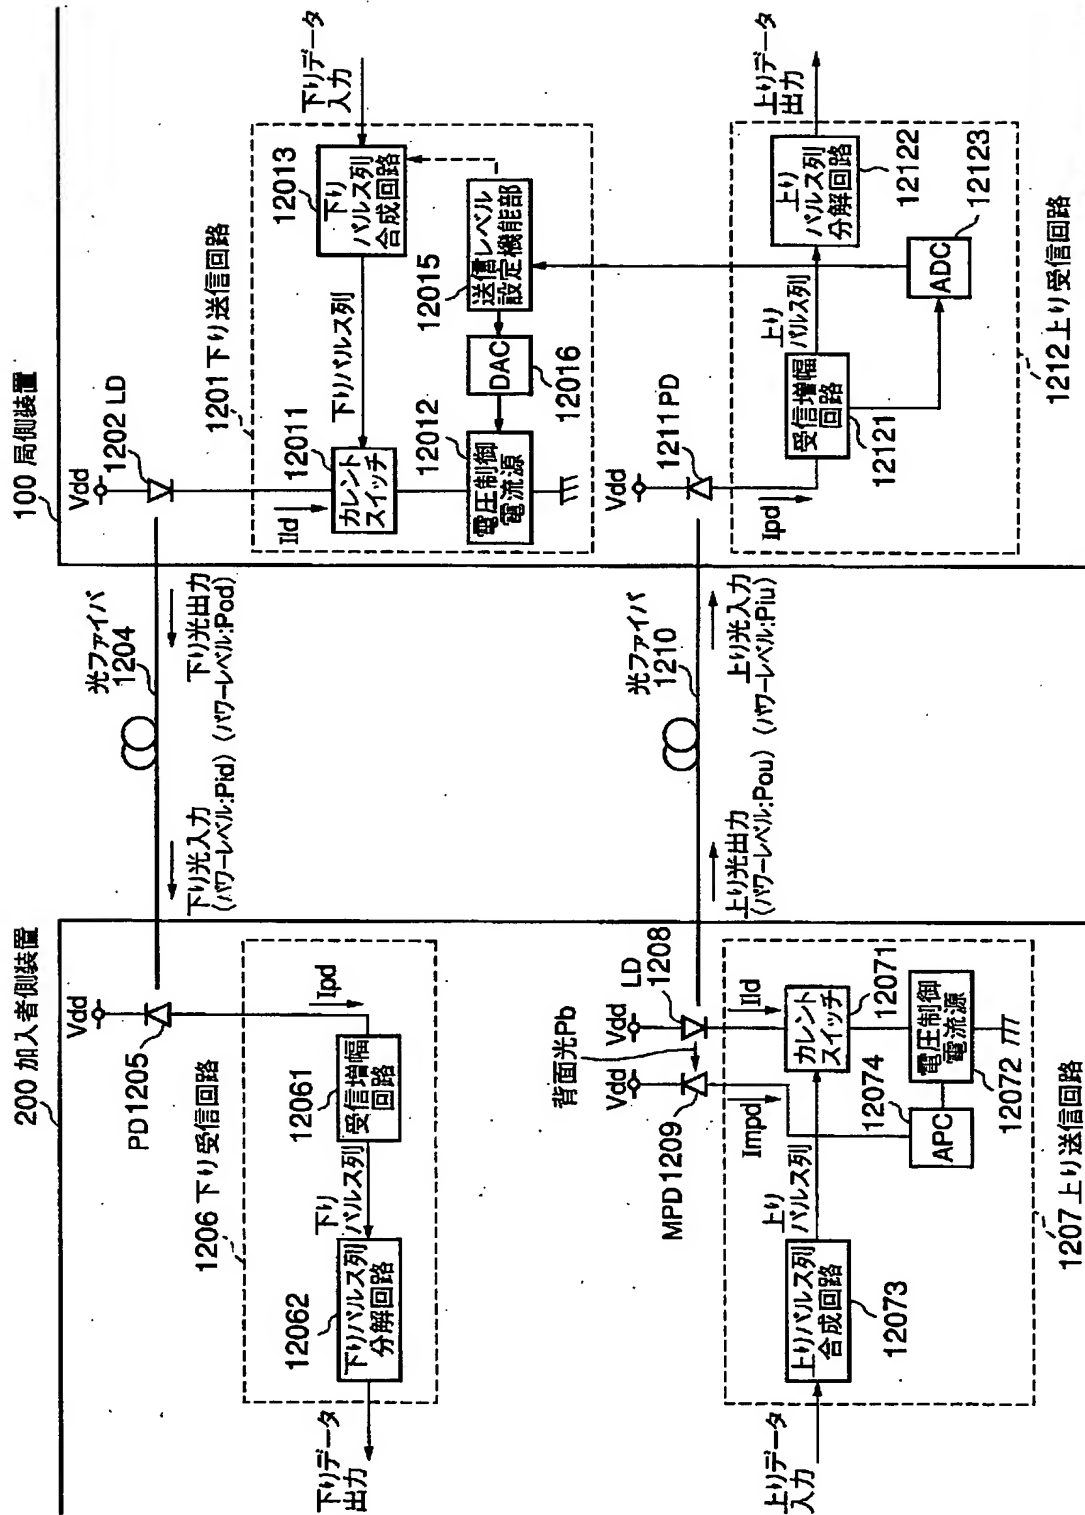 200 加入者側装置
Vdd
PD1205
Ipd
1206 下り受信回路
12061
受信増幅
回路
下り
パルス列
12062
下りパルス列
分解回路
下りデータ
出力
光ファイバ
1204
下り光入力
(パワーレベル:Pid)
下り光出力
(パワーレベル:Pod)
100 局側装置
Vdd
1202 LD
1201 下り送信回路
Ild
12011
カレント
スイッチ
下りパルス列
12013
下り
パルス列
合成回路
下りデータ
入力
12012
電圧制御
電流源
DAC
12016
12015
送信レベル
設定機能部
背面光Pb
Vdd
Vdd
LD
1208
MPD1209
Impd
Ild
上り
パルス列
カレント
スイッチ
12071
12074
APC
電圧制御
電流源
12072
上りパルス列
合成回路
12073
上りデータ
入力
1207 上り送信回路
光ファイバ
1210
上り光出力
(パワーレベル:Pou)
上り光入力
(パワーレベル:Piu)
Vdd
1211PD
Ipd
受信増幅
回路
12121
上り
パルス列
上り
パルス列
分解回路
12122
上りデータ
出力
ADC
12123
1212 上り受信回路